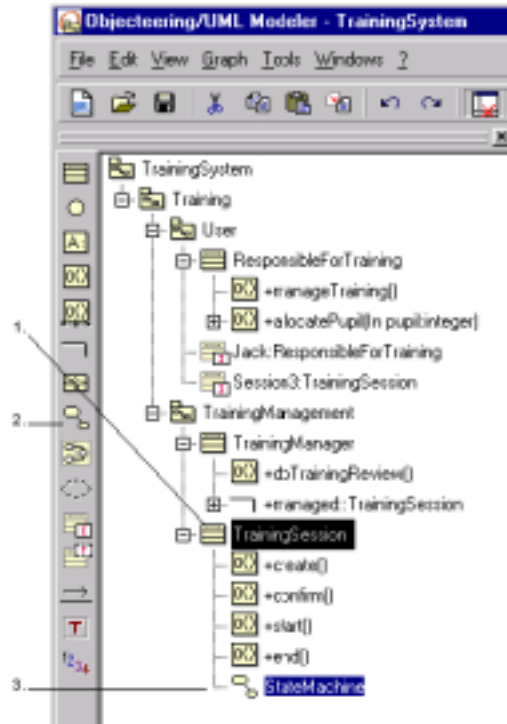 Objecteering/UML Modeler - TrainingSystem
File Edit View Graph Tools Windows ?
TrainingSystem
Training
User
ResponsibleForTraining
+manageTraining()
+allocatePupil(In pupil:integer)
Jack:ResponsibleForTraining
Session3:TrainingSession
TrainingManagement
TrainingManager
+doTrainingReview()
+managed::TrainingSession
1.
TrainingSession
+create()
+confirm()
+start()
+end()
StateMachine
2.
3.